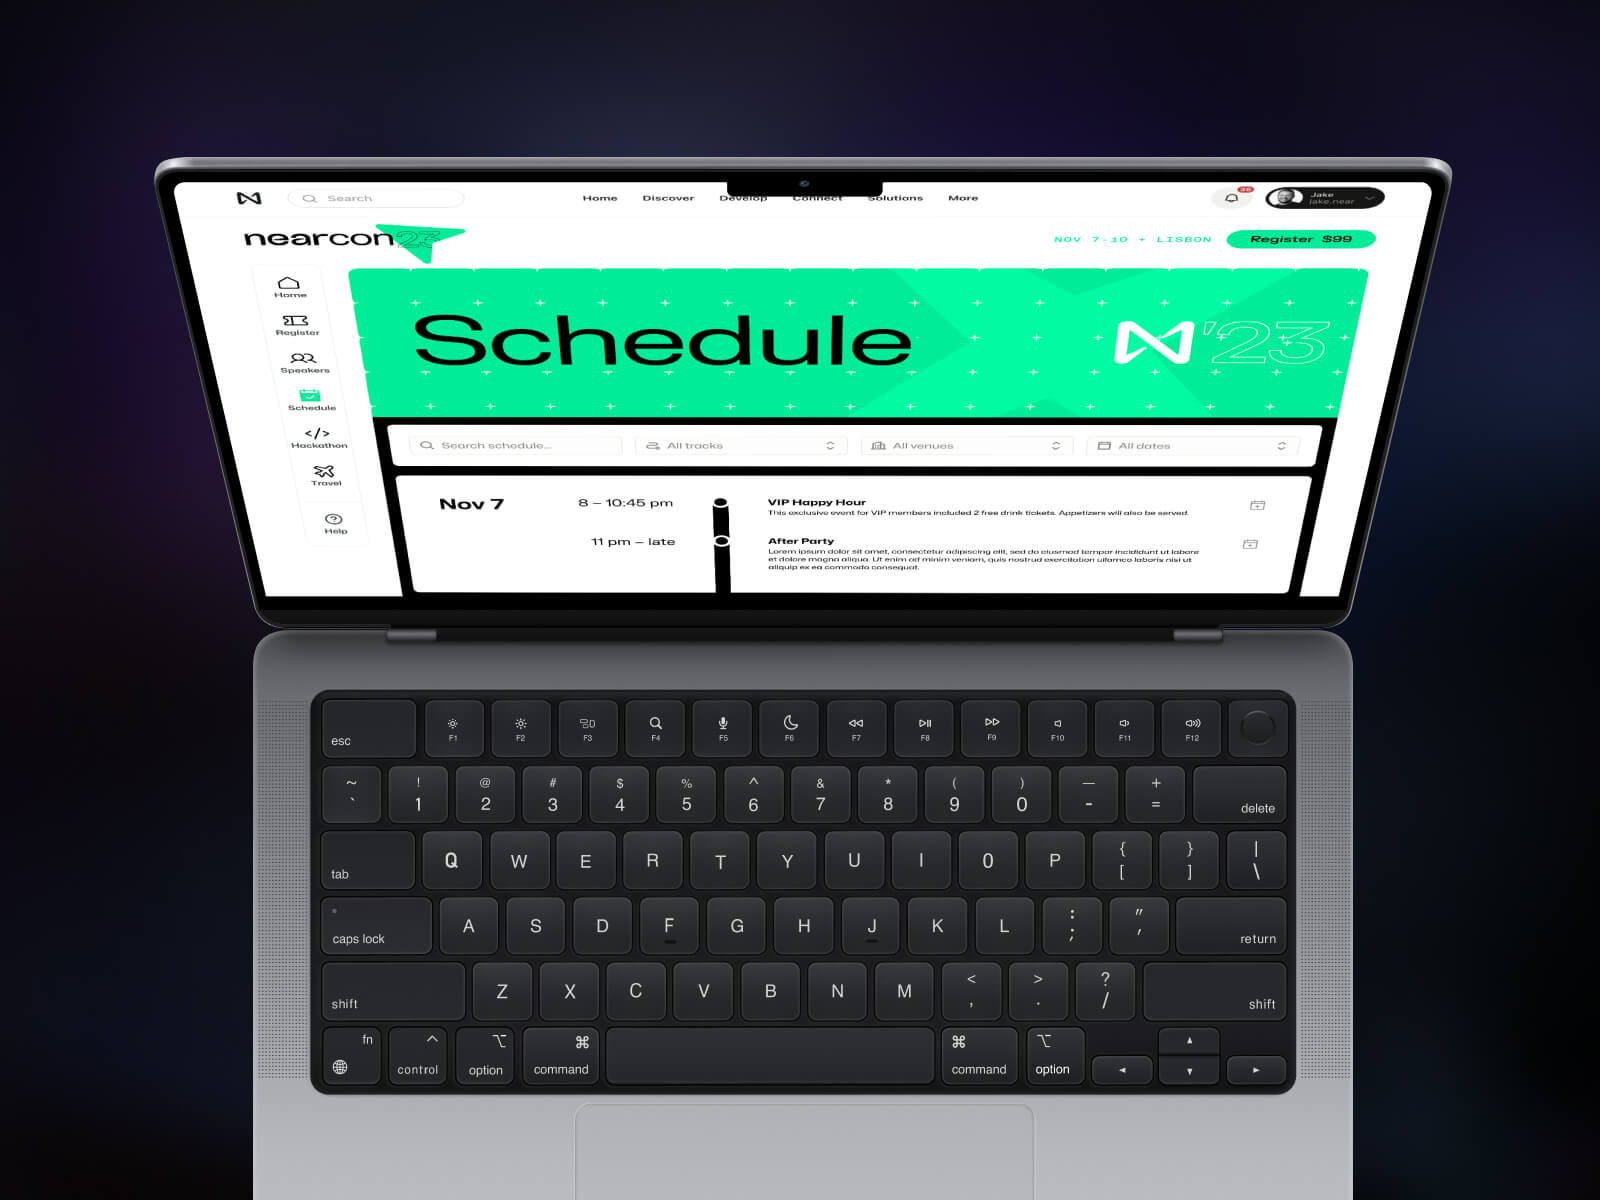 Search
Home Discover Develop Connect Solutions More
38
Jake
jake.near
nearcon 23
NOV 7-10 + LISBON
Register $99
Home
Register
Speakers
Schedule
Hackathon
Travel
Help
Schedule
'23
Search schedule...
All tracks
All venues
All dates
Nov 7
8 – 10:45 pm
VIP Happy Hour
This exclusive event for VIP members included 2 free drink tickets. Appetizers will also be served.
11 pm – late
After Party
Lorem ipsum dolor sit amet, consectetur adipiscing elit, sed do eiusmod tempor incididunt ut labore
et dolore magna aliqua. Ut enim ad minim veniam, quis nostrud exercitation ullamco laboris nisi ut
aliquip ex ea commodo consequat.
esc F1 F2 F3 F4 F5 F6 F7 F8 F9 F10 F11 F12
~ ! @ # $ % ^ & * ( ) — +
` 1 2 3 4 5 6 7 8 9 0 - =
delete
tab Q W E R T Y U I O P { [ } ] | \
caps lock A S D F G H J K L : ; " ' return
shift Z X C V B N M < , > . ? / shift
fn control option command command option